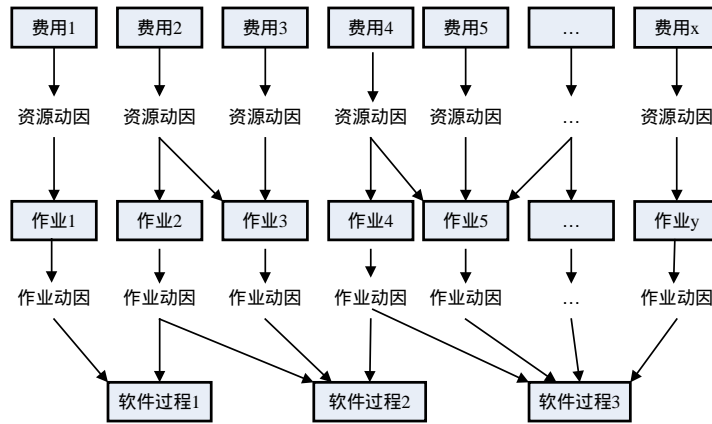 费用1 费用2 费用3 费用4 费用5 … 费用x
资源动因 资源动因 资源动因 资源动因 资源动因 … 资源动因
作业1 作业2 作业3 作业4 作业5 … 作业y
作业动因 作业动因 作业动因 作业动因 作业动因 … 作业动因
软件过程1 软件过程2 软件过程3